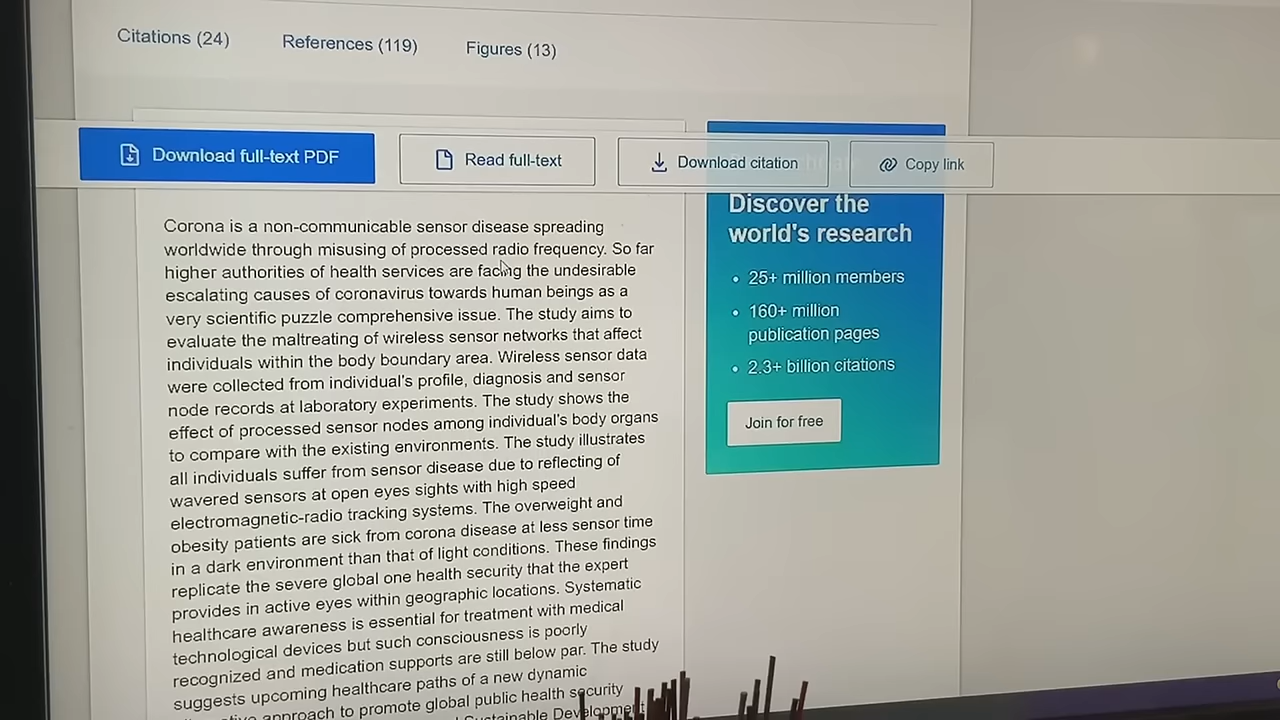 Citations (24)
References (119)
Figures (13)
Download full-text PDF
Read full-text
Download citation
Copy link
Corona is a non-communicable sensor disease spreading
worldwide through misusing of processed radio frequency. So far
higher authorities of health services are facing the undesirable
escalating causes of coronavirus towards human beings as a
very scientific puzzle comprehensive issue. The study aims to
evaluate the maltreating of wireless sensor networks that affect
individuals within the body boundary area. Wireless sensor data
were collected from individual's profile, diagnosis and sensor
node records at laboratory experiments. The study shows the
effect of processed sensor nodes among individual's body organs
to compare with the existing environments. The study illustrates
all individuals suffer from sensor disease due to reflecting of
wavered sensors at open eyes sights with high speed
electromagnetic-radio tracking systems. The overweight and
obesity patients are sick from corona disease at less sensor time
in a dark environment than that of light conditions. These findings
replicate the severe global one health security that the expert
provides in active eyes within geographic locations. Systematic
healthcare awareness is essential for treatment with medical
technological devices but such consciousness is poorly
recognized and medication supports are still below par. The study
suggests upcoming healthcare paths of a new dynamic
approach to promote global public health security
Sustainable Development
Discover the
world's research
• 25+ million members
• 160+ million
publication pages
• 2.3+ billion citations
Join for free